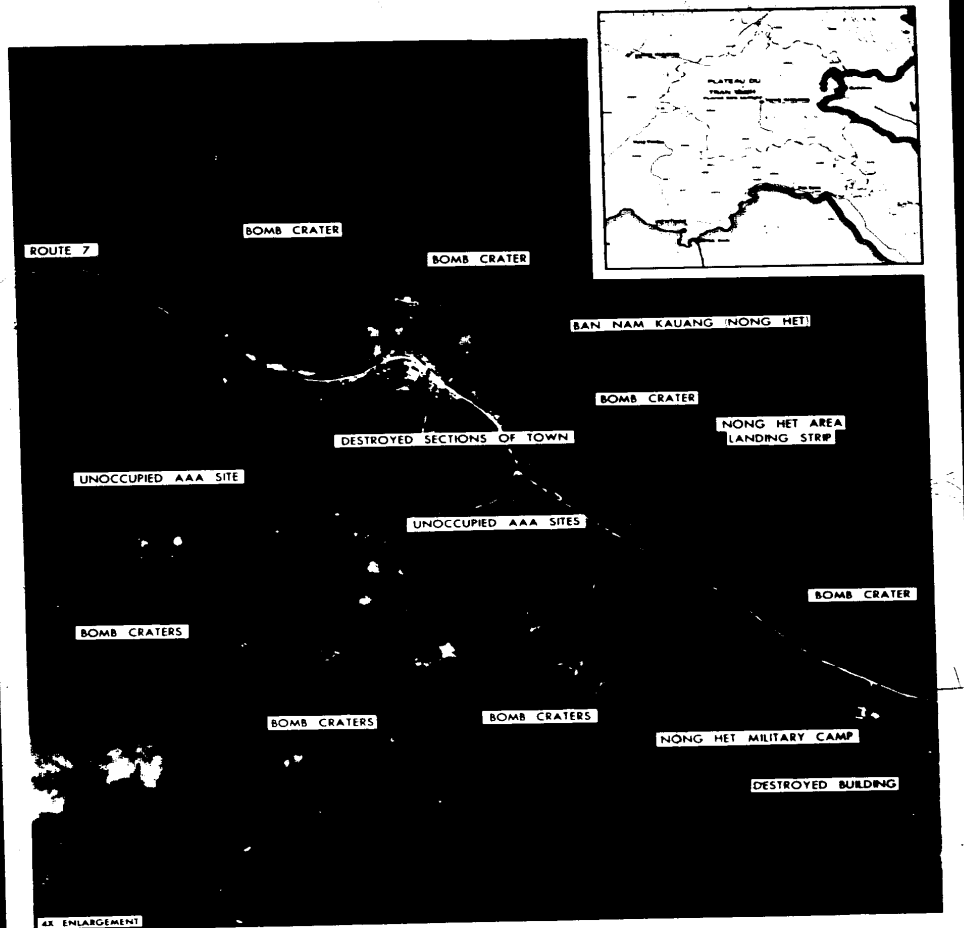 PLATEAU DU
TRAN NINH
BOMB CRATER
ROUTE 7
BOMB CRATER
BAN NAM KAUANG (NONG HET)
BOMB CRATER
NONG HET AREA
LANDING STRIP
DESTROYED SECTIONS OF TOWN
UNOCCUPIED AAA SITE
UNOCCUPIED AAA SITES
BOMB CRATER
BOMB CRATERS
BOMB CRATERS
BOMB CRATERS
NONG HET MILITARY CAMP
DESTROYED BUILDING
4X ENLARGEMENT